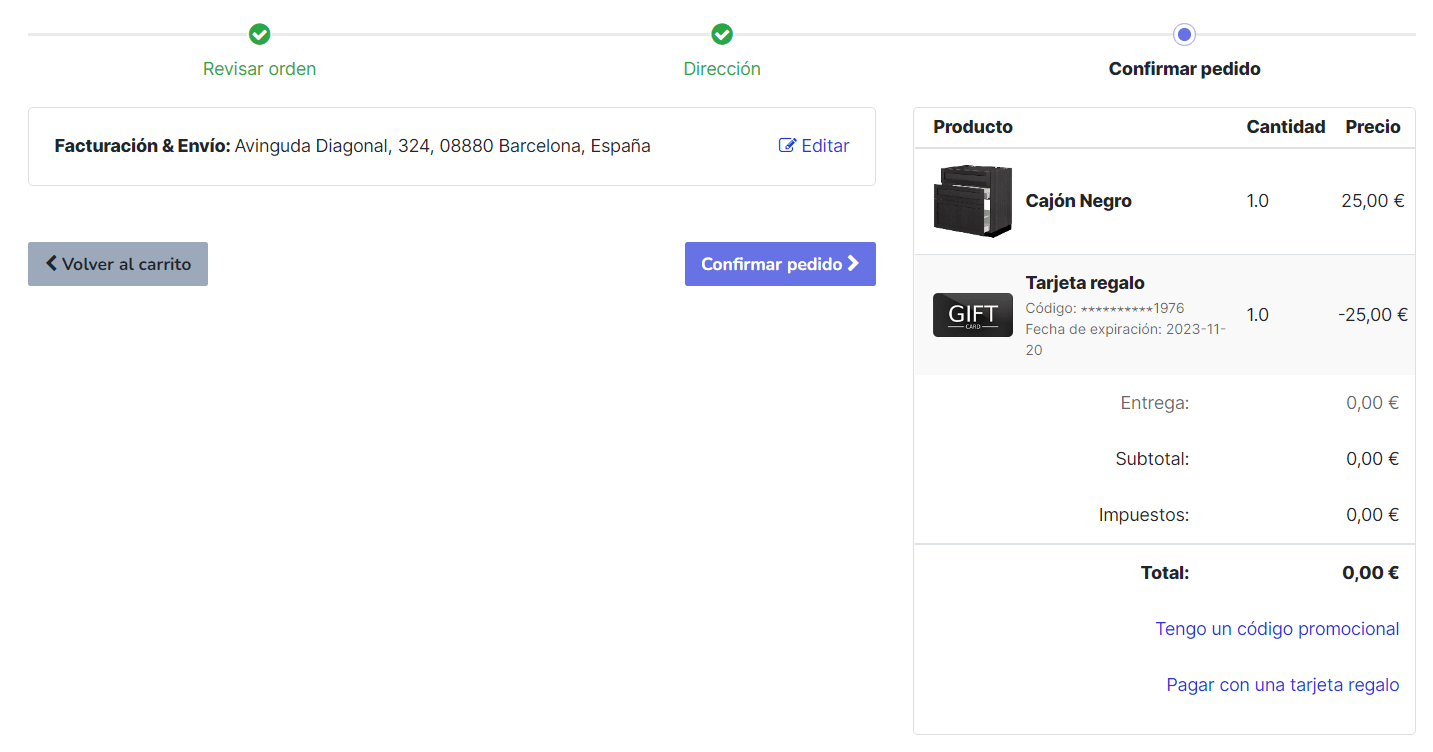 Revisar orden
Dirección
Confirmar pedido
Facturación & Envío: Avinguda Diagonal, 324, 08880 Barcelona, España
Editar
Volver al carrito
Confirmar pedido
Producto Cantidad Precio
Cajón Negro 1.0 25,00 €
GIFT
CARD
Tarjeta regalo
Código: **********1976
Fecha de expiración: 2023-11-
20
1.0 -25,00 €
Entrega: 0,00 €
Subtotal: 0,00 €
Impuestos: 0,00 €
Total: 0,00 €
Tengo un código promocional
Pagar con una tarjeta regalo